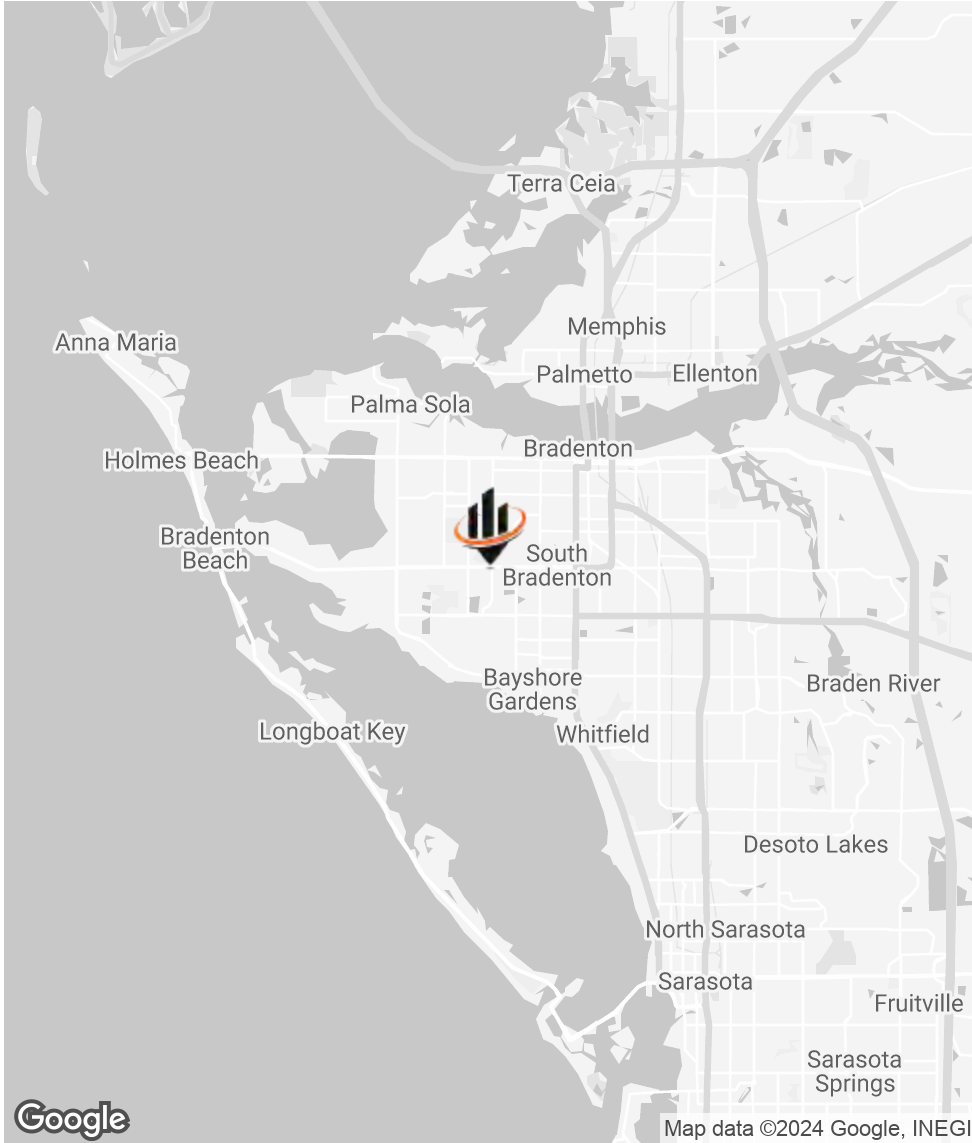 Terra Ceia
Memphis
Anna Maria
Palmetto
Ellenton
Palma Sola
Bradenton
Holmes Beach
Bradenton
Beach
South
Bradenton
Bayshore
Gardens
Braden River
Longboat Key
Whitfield
Desoto Lakes
North Sarasota
Sarasota
Fruitville
Sarasota
Springs
Google
Map data ©2024 Google, INEGI